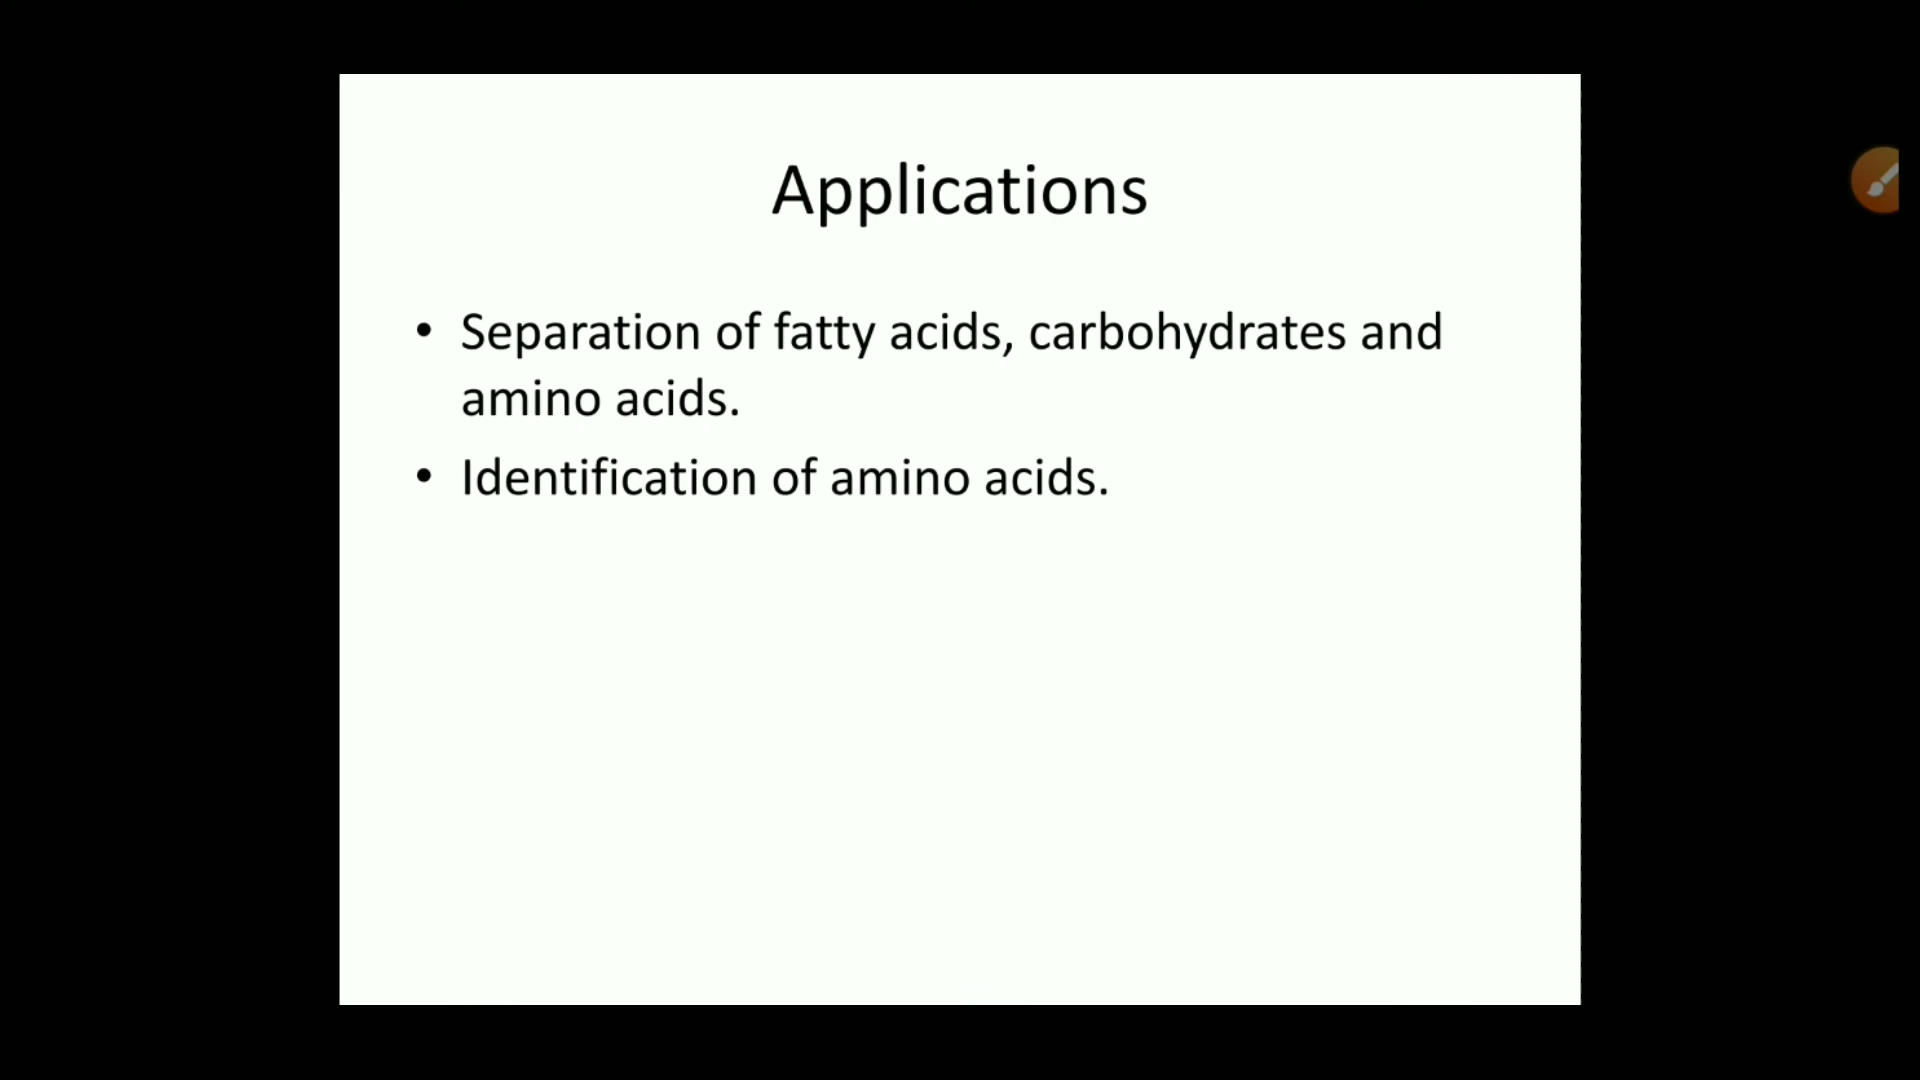 Applications
• Separation of fatty acids, carbohydrates and
amino acids.
• Identification of amino acids.